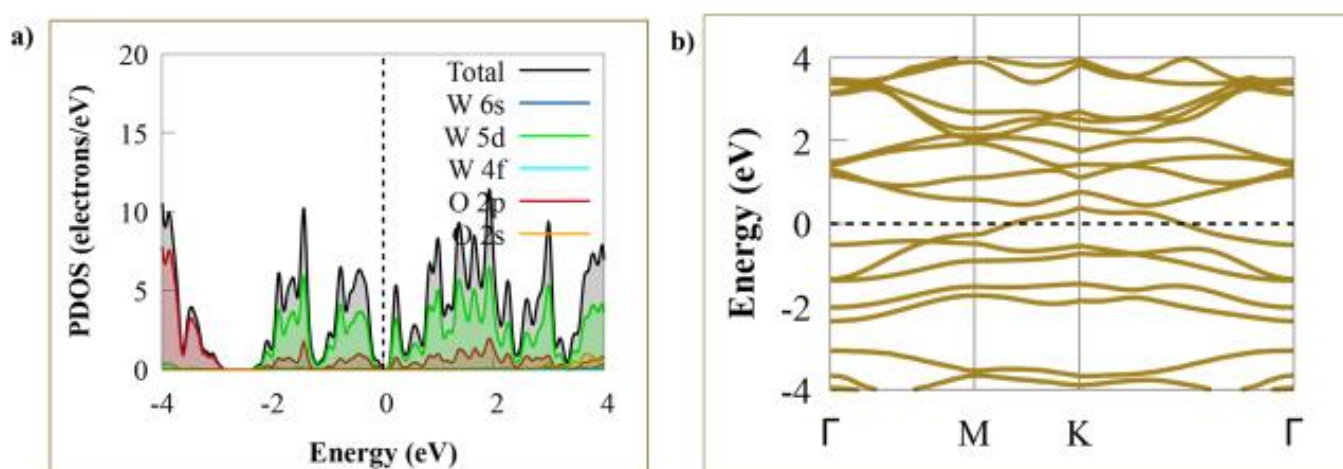 a)
PDOS (electrons/eV)
20
15
10
5
0
Total
W 6s
W 5d
W 4f
O 2p
O 2s
-4
-2
0
2
4
Energy (eV)
b)
Energy (eV)
4
2
0
-2
-4
Γ
M
K
Γ